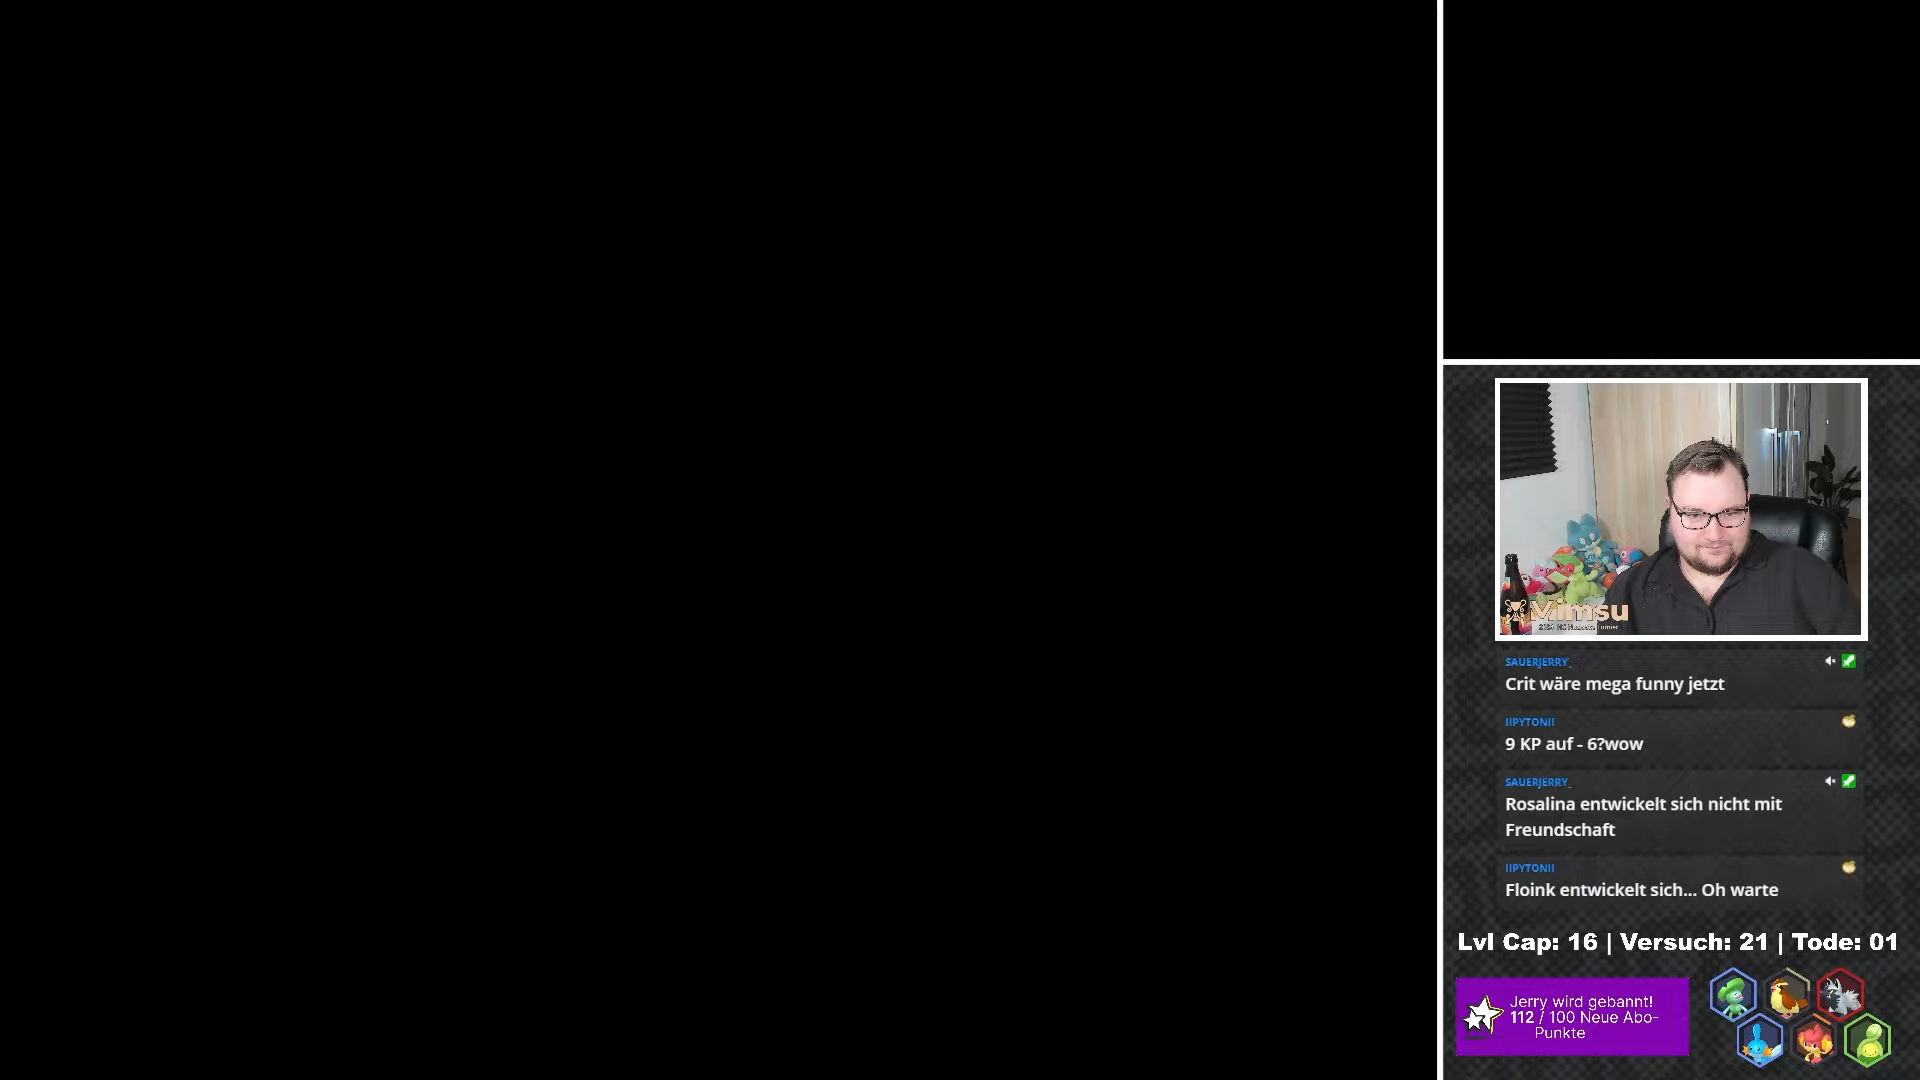 Vimsu
SAUERJERRY_
Crit wäre mega funny jetzt
IIPYTONII
9 KP auf - 6?wow
SAUERJERRY_
Rosalina entwickelt sich nicht mit
Freundschaft
IIPYTONII
Floink entwickelt sich... Oh warte
Lvl Cap: 16 | Versuch: 21 | Tode: 01
Jerry wird gebannt!
112 / 100 Neue Abo-
Punkte